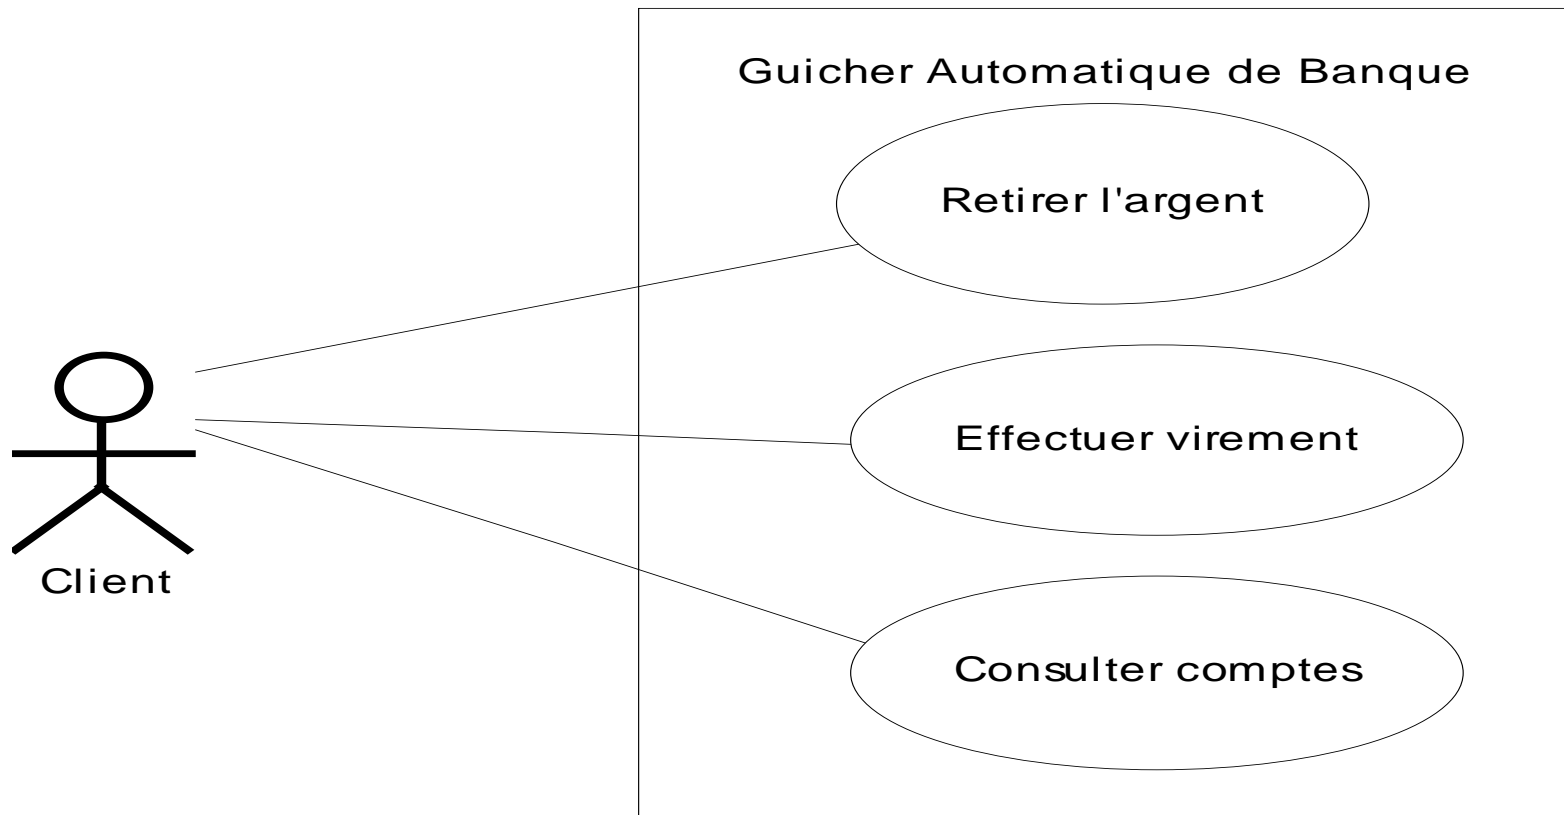 Guicher Automatique de Banque
Retirer l'argent
Effectuer virement
Client
Consulter comptes